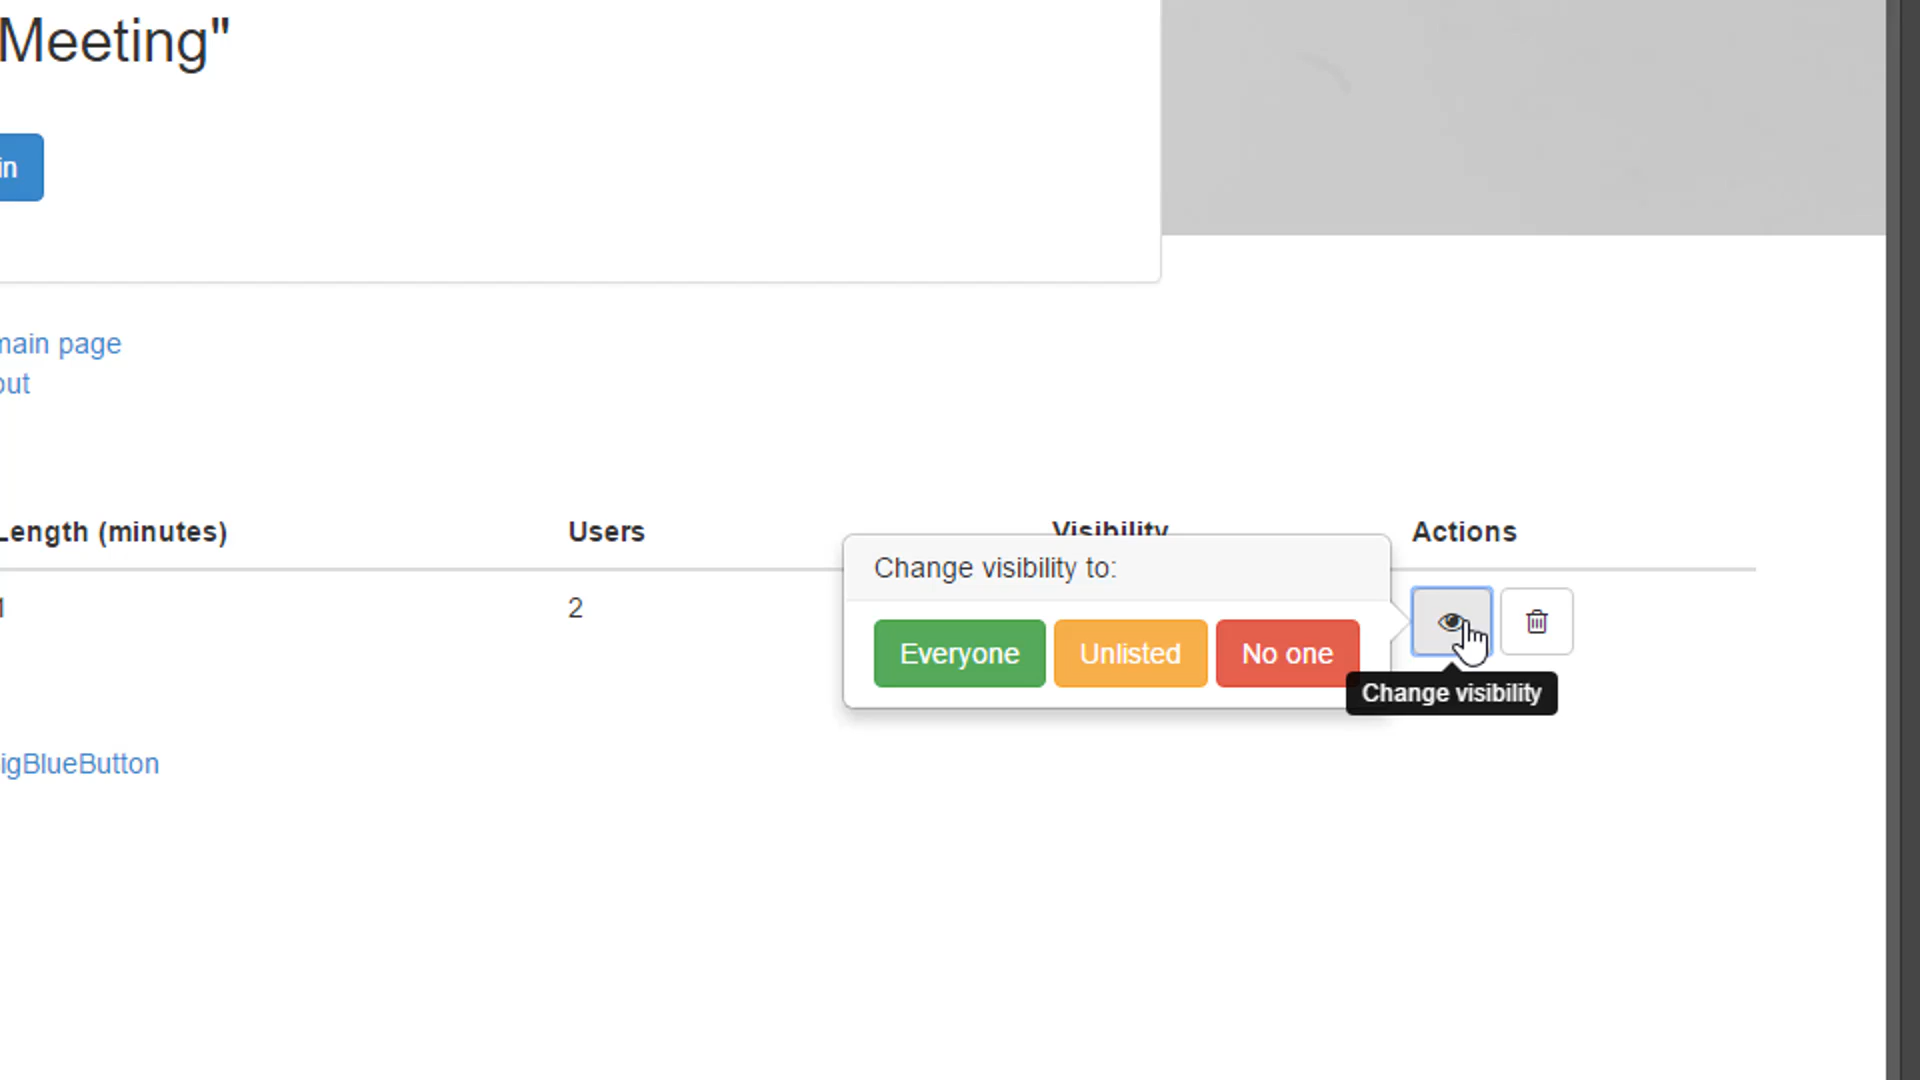 Meeting"
in
main page
out
Length (minutes) Users Visibility Actions
Change visibility to:
1 2
Everyone Unlisted No one
Change visibility
igBlueButton